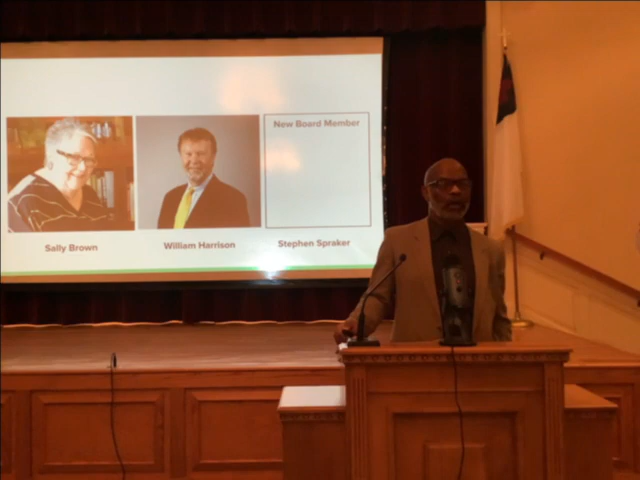 New Board Member
Sally Brown
William Harrison
Stephen Spraker